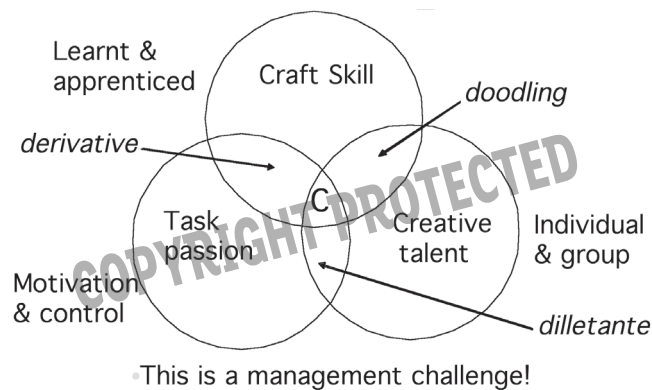 Learnt &
apprenticed
Craft Skill
doodling
derivative
C
Task
passion
Creative
talent
Individual
& group
Motivation
& control
dilletante
This is a management challenge!
COPYRIGHT PROTECTED